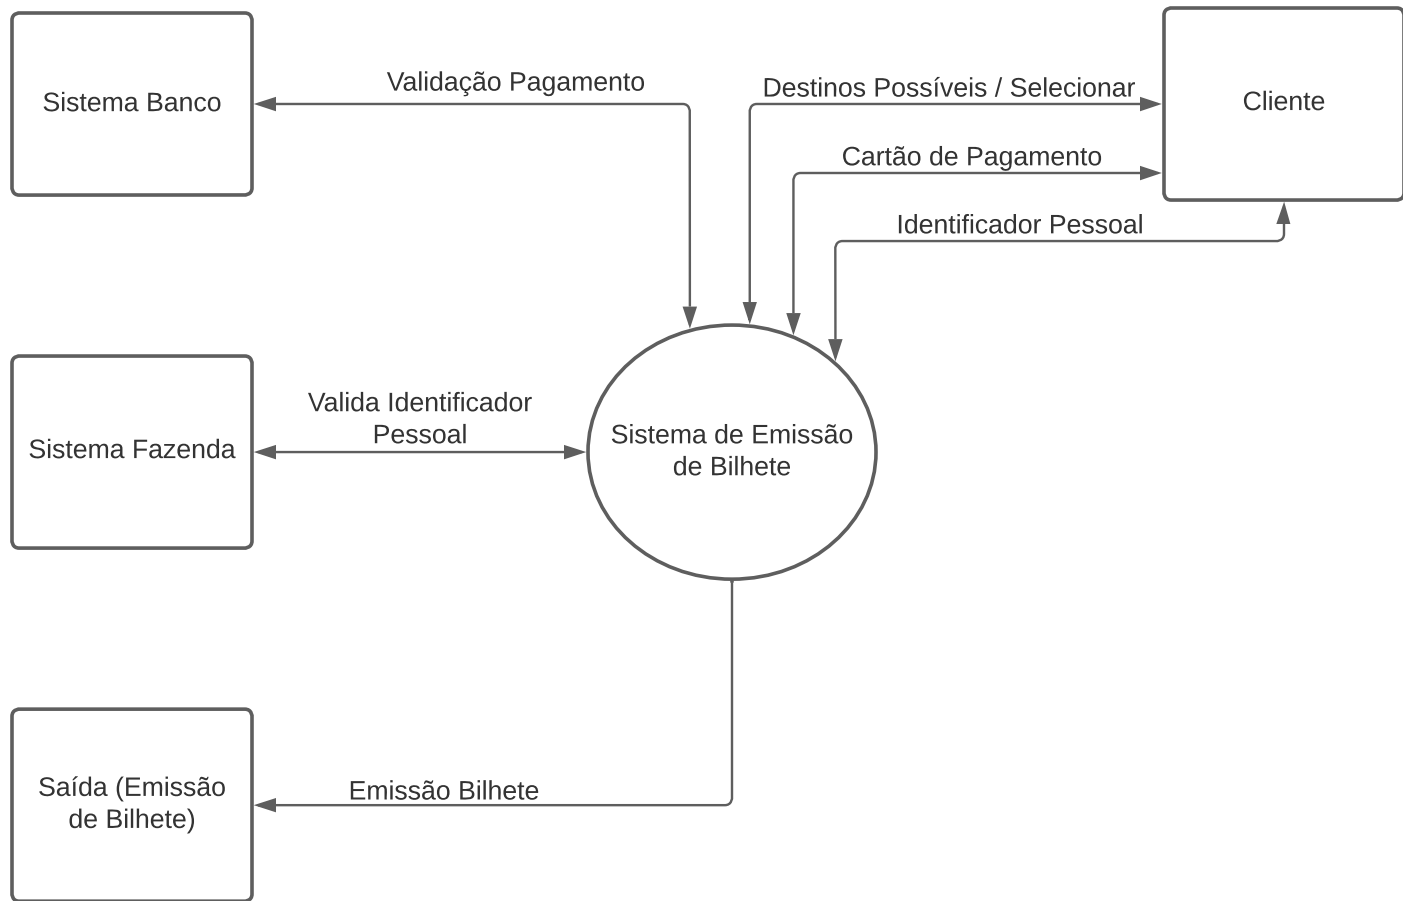 Sistema Banco
Validação Pagamento
Destinos Possíveis / Selecionar
Cliente
Cartão de Pagamento
Identificador Pessoal
Sistema Fazenda
Valida Identificador
Pessoal
Sistema de Emissão
de Bilhete
Saída (Emissão
de Bilhete)
Emissão Bilhete